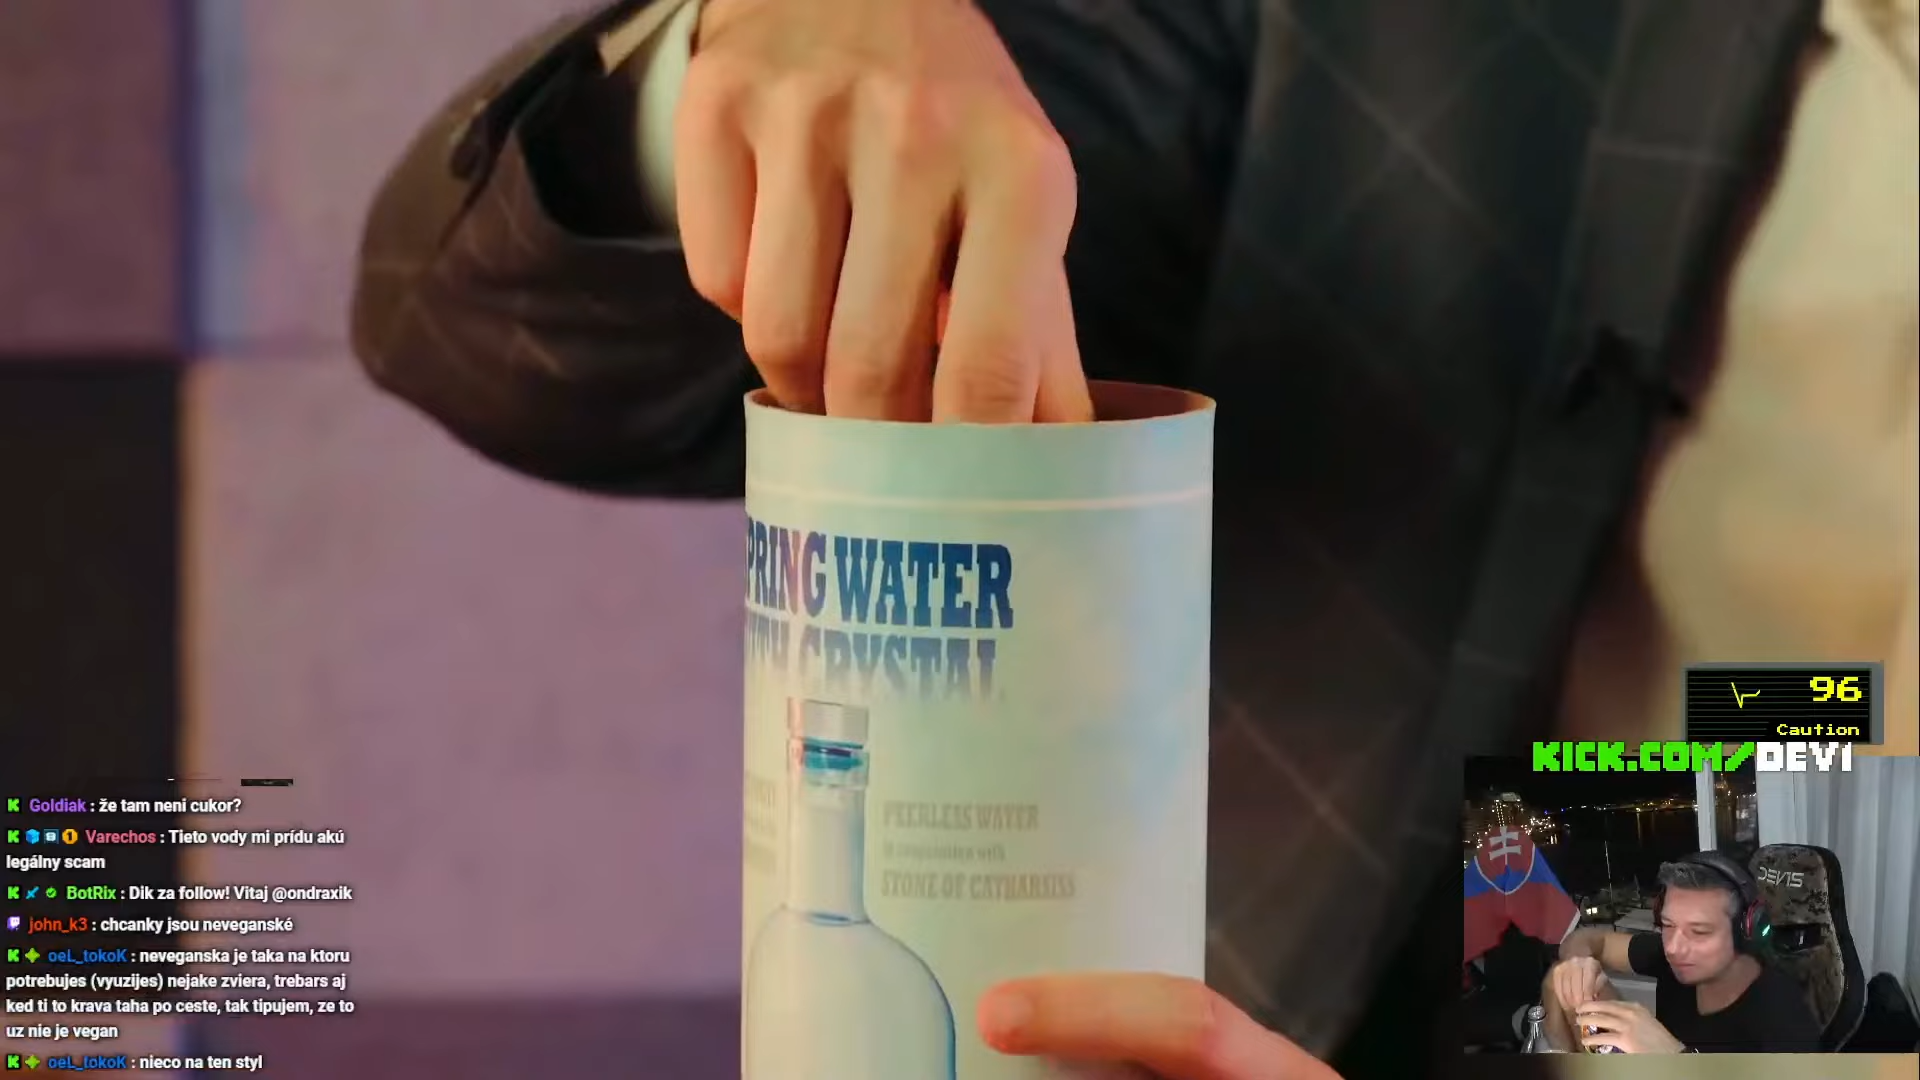 PRING WATER
CRYSTAL
PEERLESS WATER
STONE OF CATHARSISS
96
Caution
KICK.COM/DEVI
DEV1S
Goldiak : že tam neni cukor?
Varechos : Tieto vody mi prídu akú
legálny scam
BotRix : Dik za follow! Vitaj @ondraxik
john_k3 : chcanky jsou neveganské
oeL_tokoK : neveganska je taka na ktoru
potrebujes (vyuzijes) nejake zviera, trebars aj
ked ti to krava taha po ceste, tak tipujem, ze to
uz nie je vegan
oeL_tokoK : nieco na ten styl